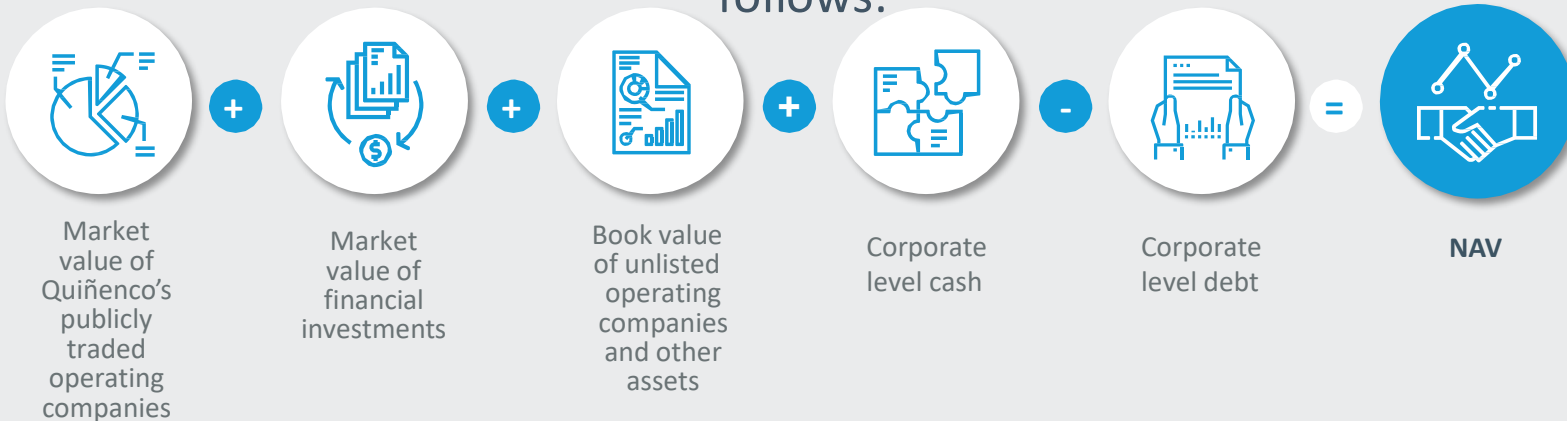 follows:
+
+
+
-
=
$
Market
value of
Quiñenco’s
publicly
traded
operating
companies
Market
value of
financial
investments
Book value
of unlisted
operating
companies
and other
assets
Corporate
level cash
Corporate
level debt
NAV